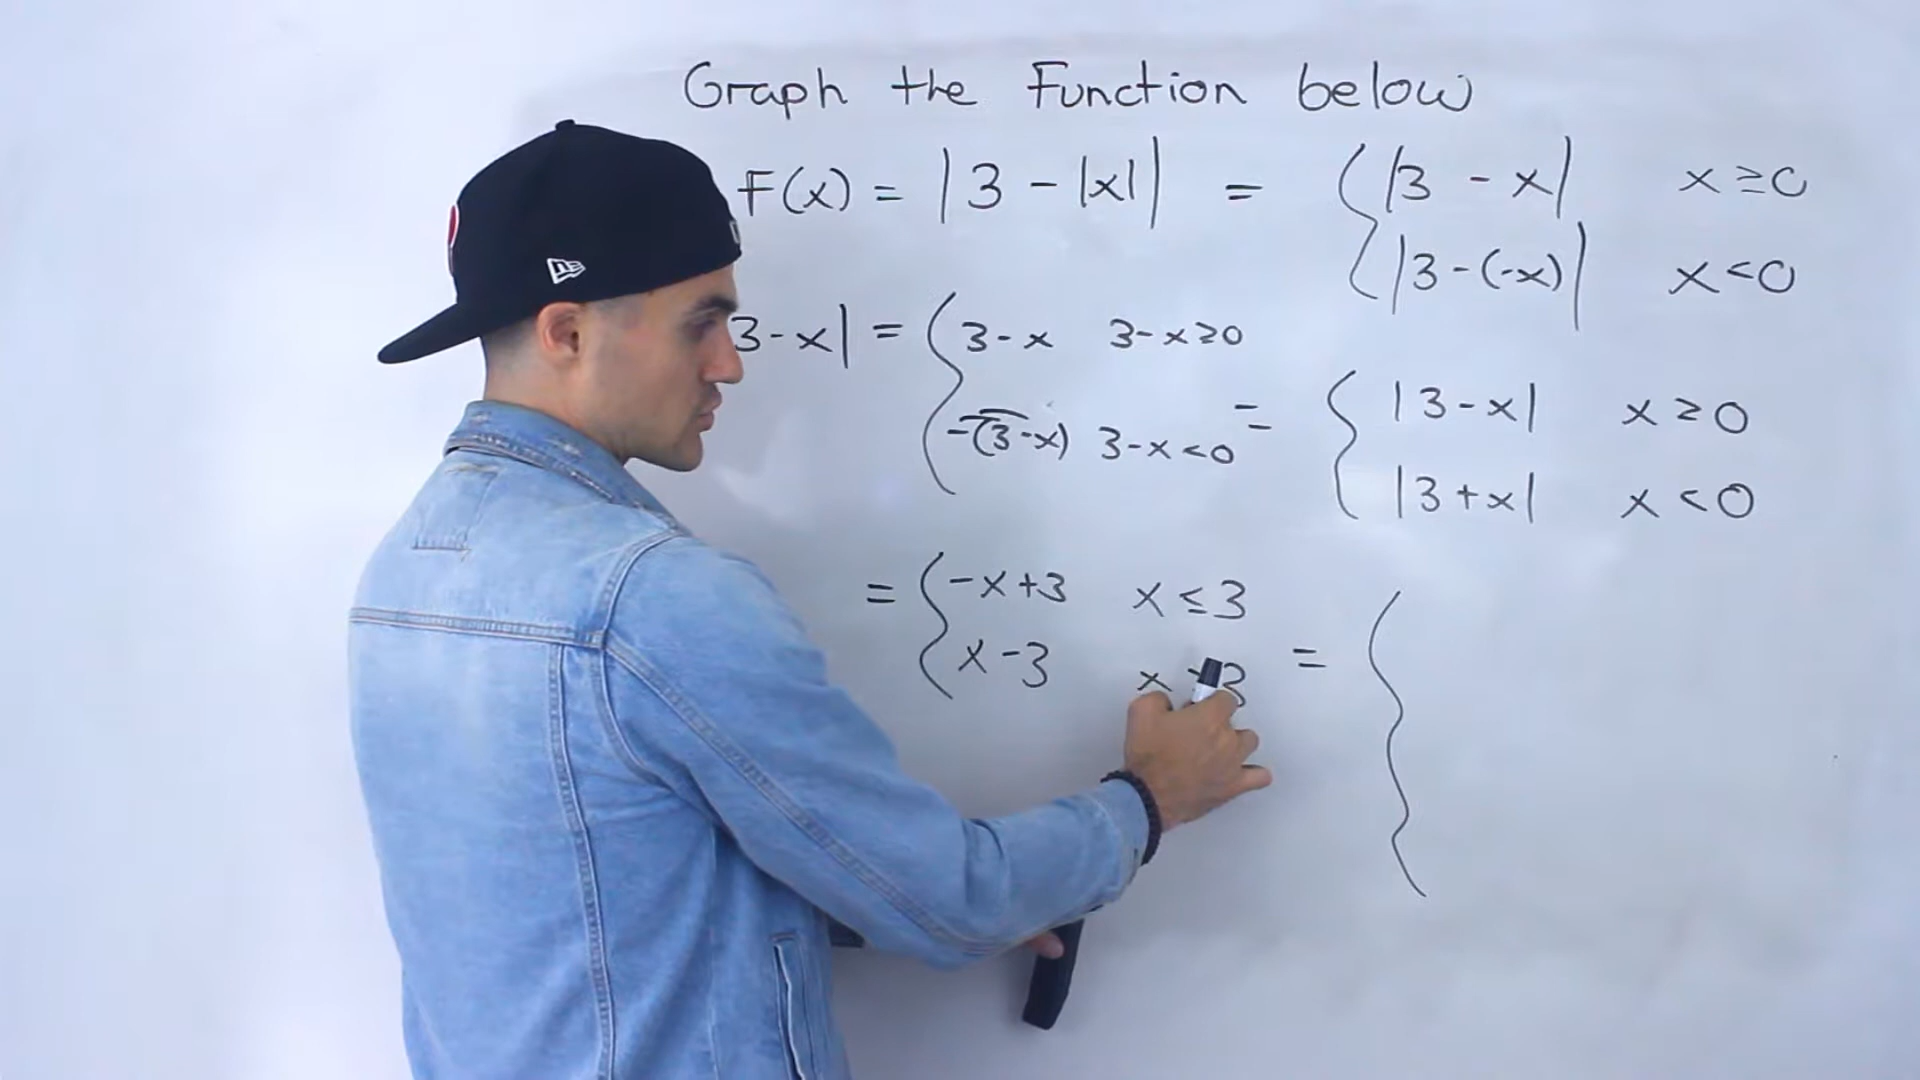 Graph the Function below
F(x) = |3 - |x|| = { |3 - x| x ≥ 0
|3 - (-x)| x < 0
3 - x| = { 3 - x 3 - x ≥ 0
-(3 - x) 3 - x < 0
= { |3 - x| x ≥ 0
|3 + x| x < 0
= { -x + 3 x ≤ 3
x - 3 x > 3
= {